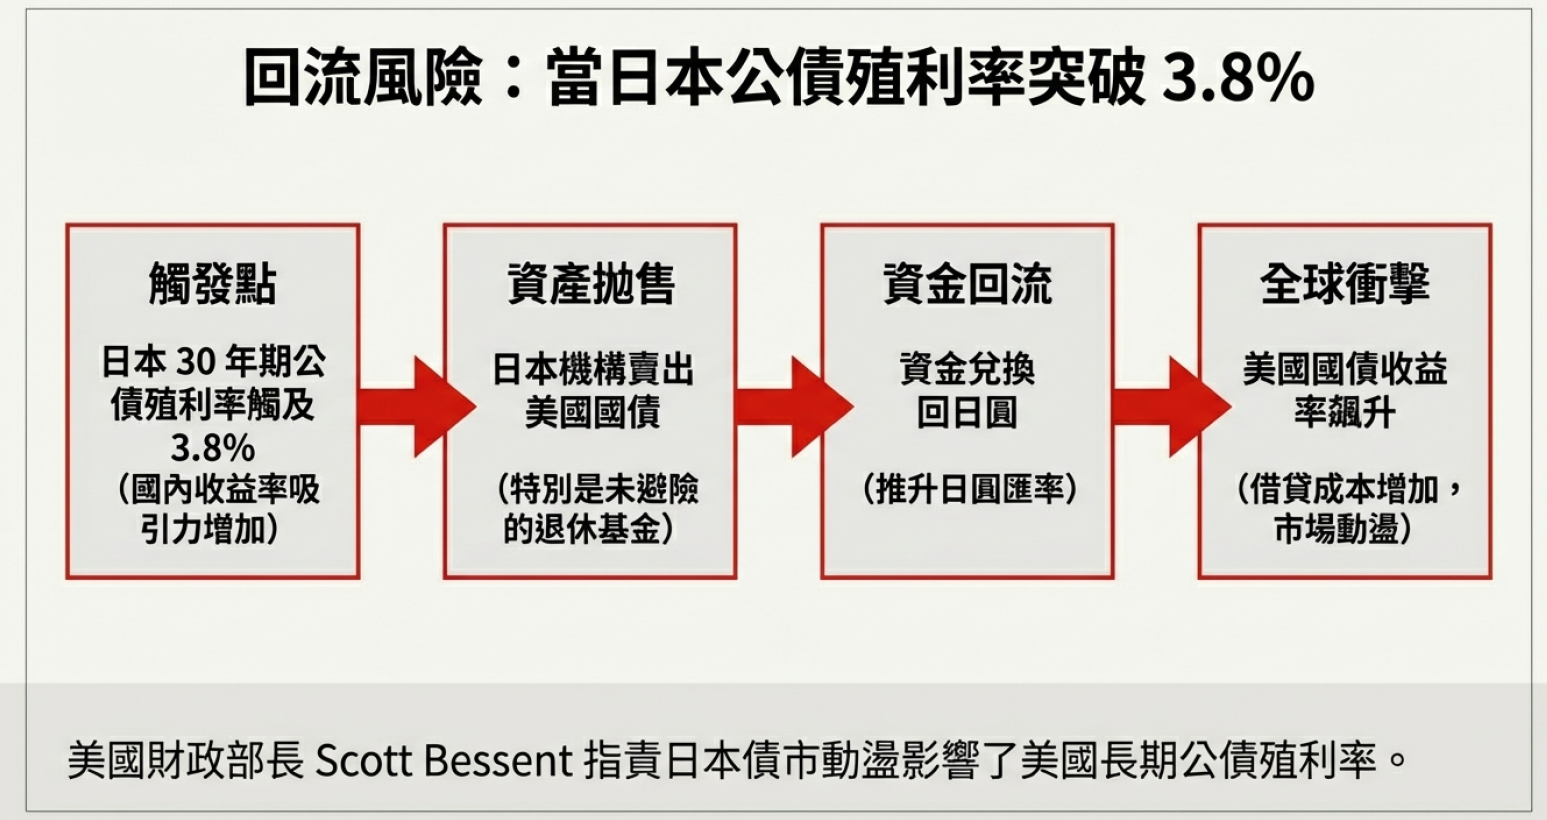 回流風險：當日本公債殖利率突破 3.8%
觸發點
日本 30 年期公
債殖利率觸及
3.8%
（國內收益率吸
引力增加）
資產拋售
日本機構賣出
美國國債
（特別是未避險
的退休基金）
資金回流
資金兌換
回日圓
（推升日圓匯率）
全球衝擊
美國國債收益
率飆升
（借貸成本增加，
市場動盪）
美國財政部長 Scott Bessent 指責日本債市動盪影響了美國長期公債殖利率。